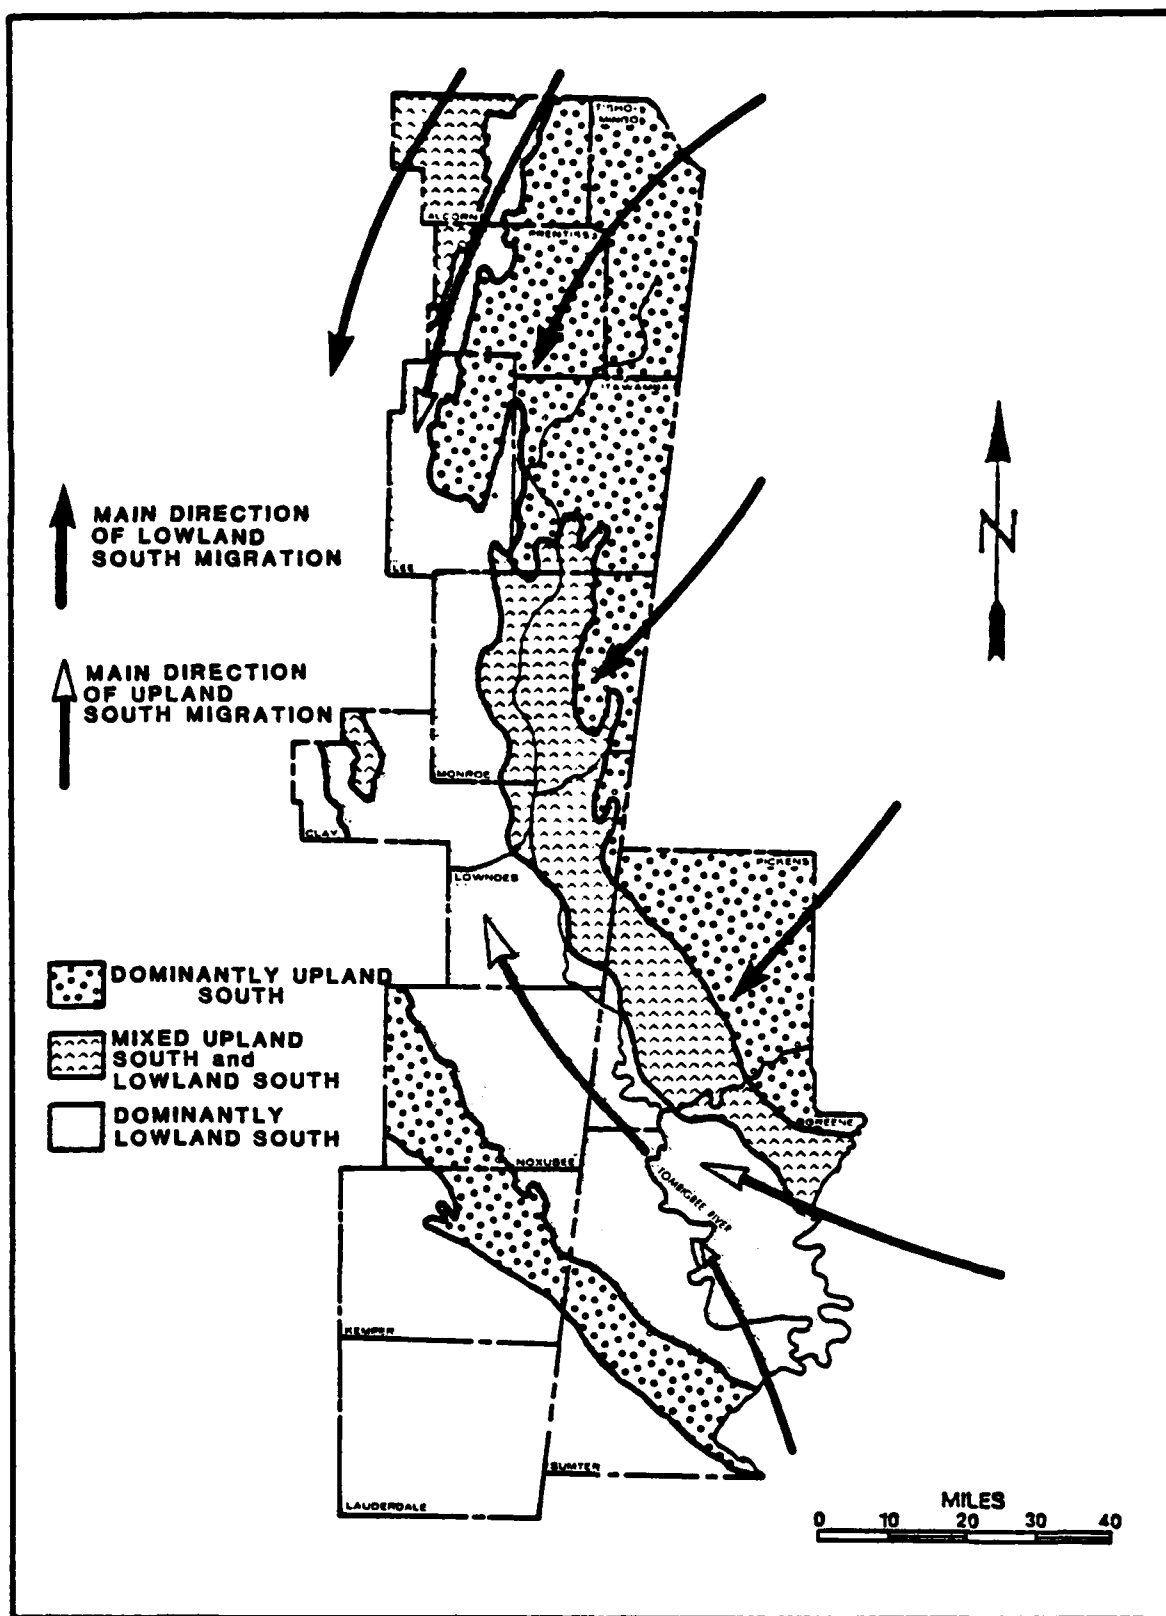 TISHO-
MINGO
ALCORN
PRENTISS
ITAWAMBA
MAIN DIRECTION
OF LOWLAND
SOUTH MIGRATION
LEE
N
MAIN DIRECTION
OF UPLAND
SOUTH MIGRATION
MONROE
CLAY
LOWNDES
PICKENS
DOMINANTLY UPLAND
SOUTH
MIXED UPLAND
SOUTH and
LOWLAND SOUTH
DOMINANTLY
LOWLAND SOUTH
GREENE
NOXUBEE
TOMBIGBEE RIVER
KEMPER
SUMTER
LAUDERDALE
MILES
0 10 20 30 40